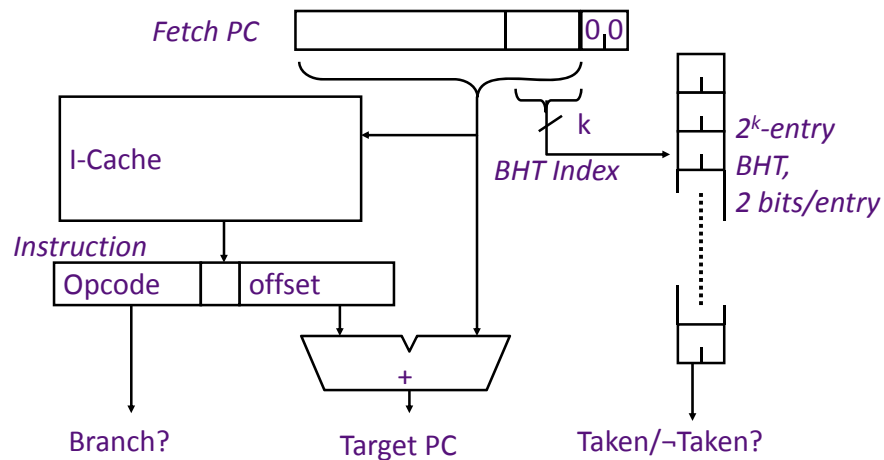 Fetch PC
0 0
k
2ᵏ-entry
BHT,
2 bits/entry
I-Cache
BHT Index
Instruction
Opcode
offset
+
Branch?
Target PC
Taken/¬Taken?